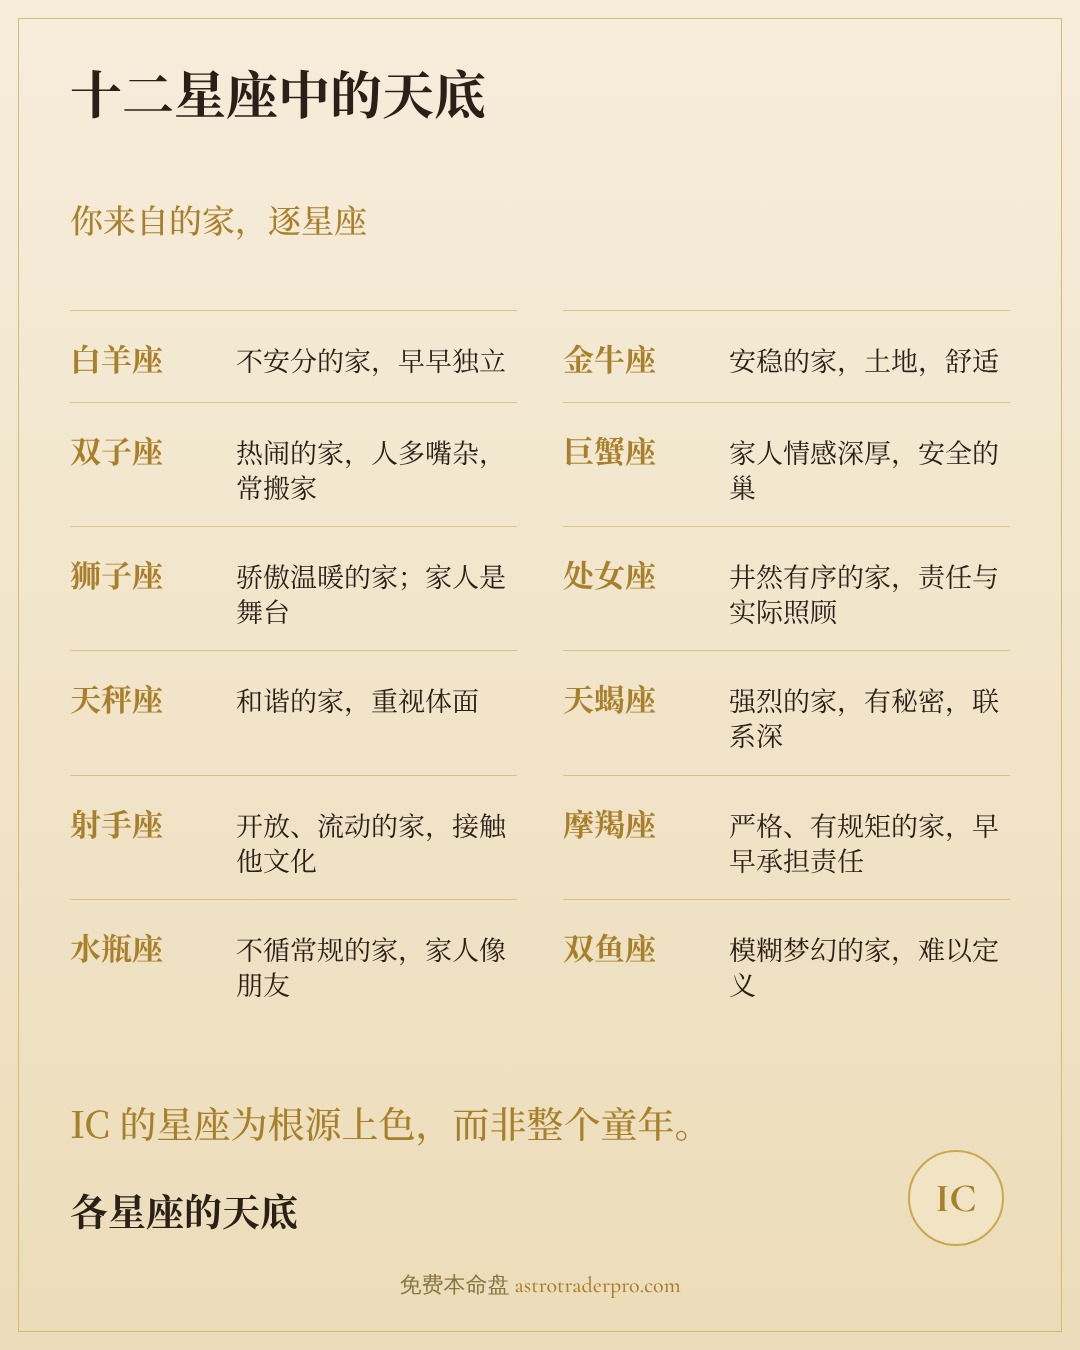 十二星座中的天底
你来自的家，逐星座
白羊座 不安分的家，早早独立
金牛座 安稳的家，土地，舒适
双子座 热闹的家，人多嘴杂，
常搬家
巨蟹座 家人情感深厚，安全的
巢
狮子座 骄傲温暖的家；家人是
舞台
处女座 井然有序的家，责任与
实际照顾
天秤座 和谐的家，重视体面
天蝎座 强烈的家，有秘密，联
系深
射手座 开放、流动的家，接触
他文化
摩羯座 严格、有规矩的家，早
早承担责任
水瓶座 不循常规的家，家人像
朋友
双鱼座 模糊梦幻的家，难以定
义
IC 的星座为根源上色，而非整个童年。
各星座的天底
IC
免费本命盘 astrotraderpro.com